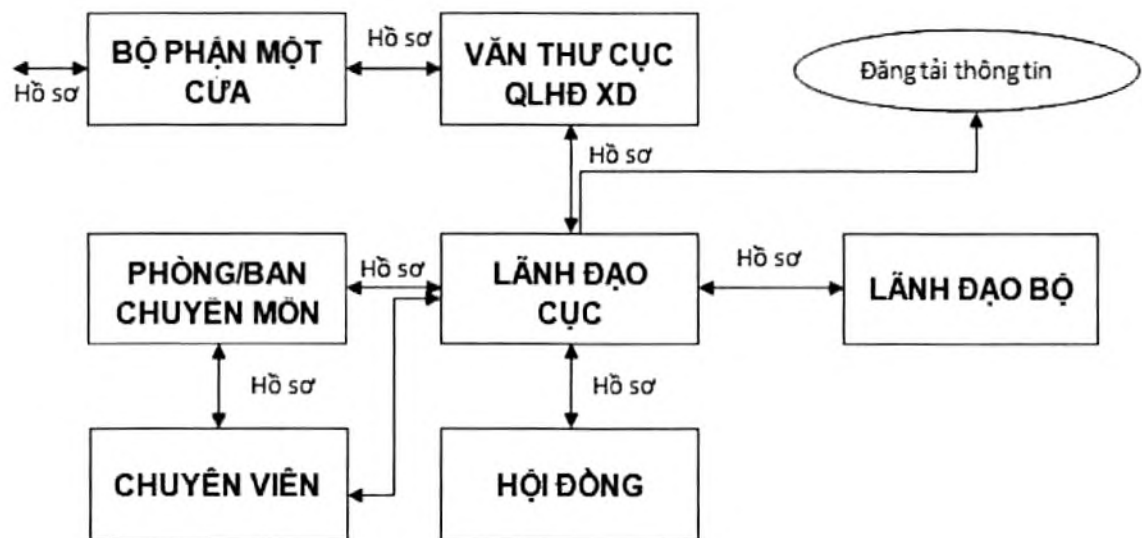 BỘ PHẬN MỘT
CỬA
Hồ sơ
Hồ sơ
VĂN THƯ CỤC
QLHĐ XD
Đăng tải thông tin
Hồ sơ
PHÒNG/BAN
CHUYÊN MÔN
Hồ sơ
LÃNH ĐẠO
CỤC
Hồ sơ
LÃNH ĐẠO BỘ
Hồ sơ
Hồ sơ
CHUYÊN VIÊN
HỘI ĐỒNG